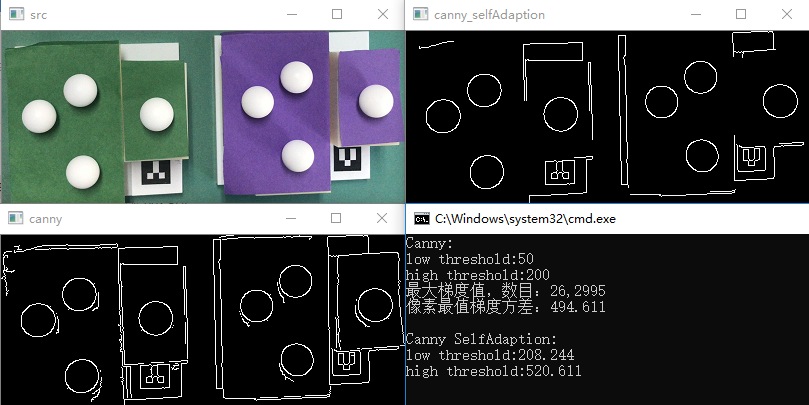 src
canny_selfAdaption
canny
C:\Windows\system32\cmd.exe
Canny:
low threshold:50
high threshold:200
最大梯度值，数目：26,2995
像素最值梯度方差：494.611
Canny SelfAdaption:
low threshold:208.244
high threshold:520.611